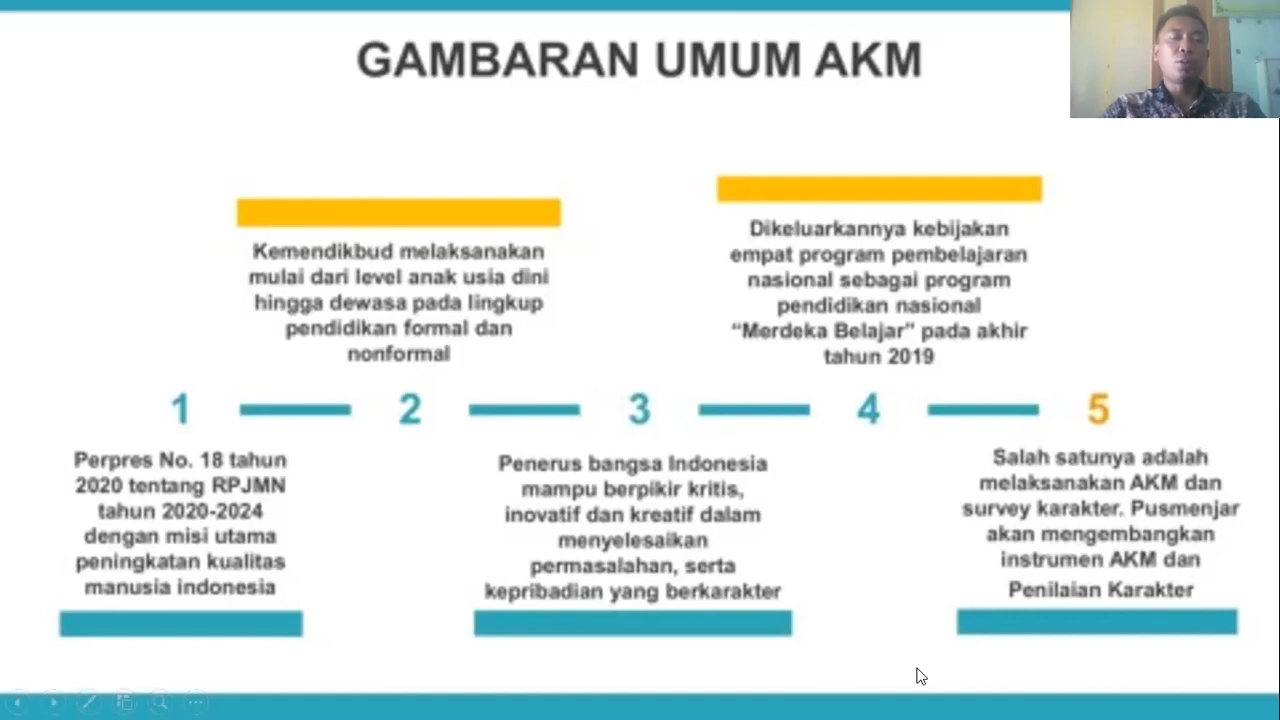 GAMBARAN UMUM AKM
Kemendikbud melaksanakan
mulai dari level anak usia dini
hingga dewasa pada lingkup
pendidikan formal dan
nonformal
Dikeluarkannya kebijakan
empat program pembelajaran
nasional sebagai program
pendidikan nasional
“Merdeka Belajar” pada akhir
tahun 2019
1
2
3
4
5
Perpres No. 18 tahun
2020 tentang RPJMN
tahun 2020-2024
dengan misi utama
peningkatan kualitas
manusia indonesia
Penerus bangsa Indonesia
mampu berpikir kritis,
inovatif dan kreatif dalam
menyelesaikan
permasalahan, serta
kepribadian yang berkarakter
Salah satunya adalah
melaksanakan AKM dan
survey karakter. Pusmenjar
akan mengembangkan
instrumen AKM dan
Penilaian Karakter